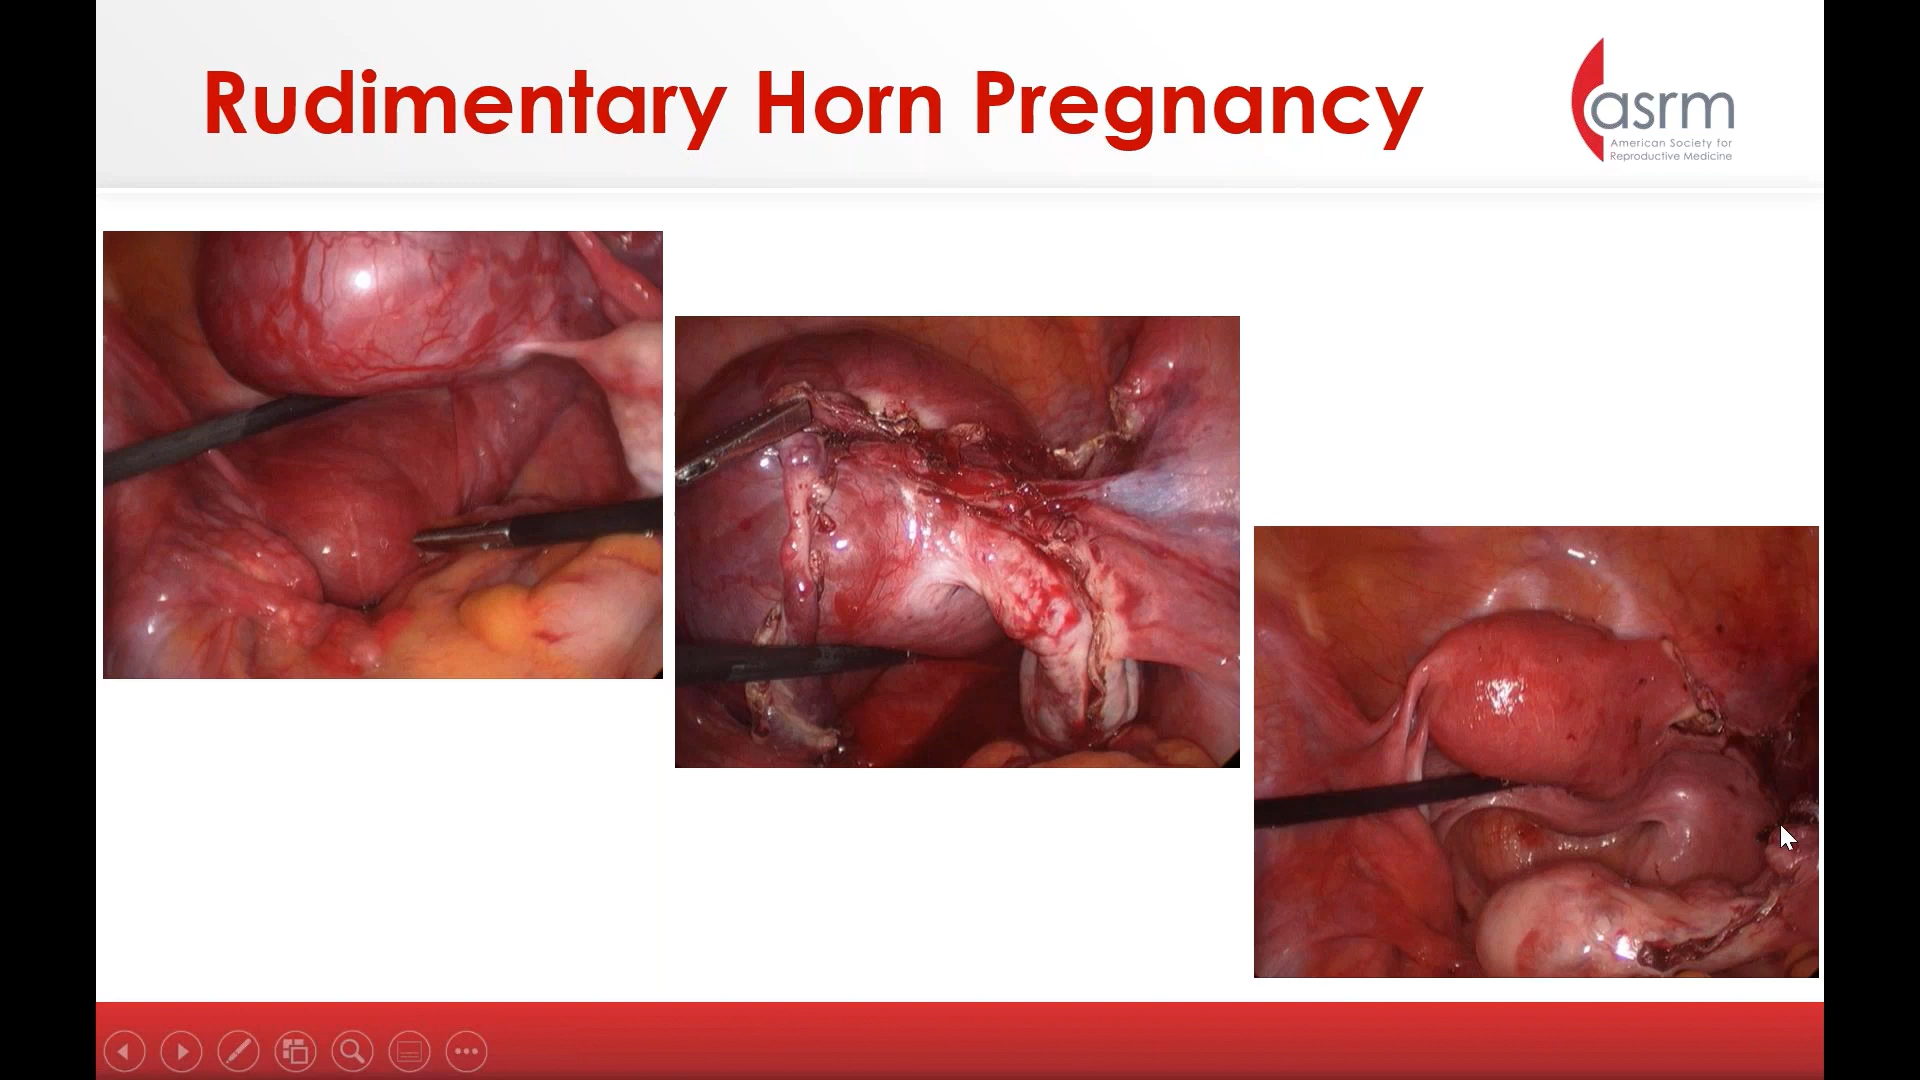 Rudimentary Horn Pregnancy
asrm
American Society for
Reproductive Medicine